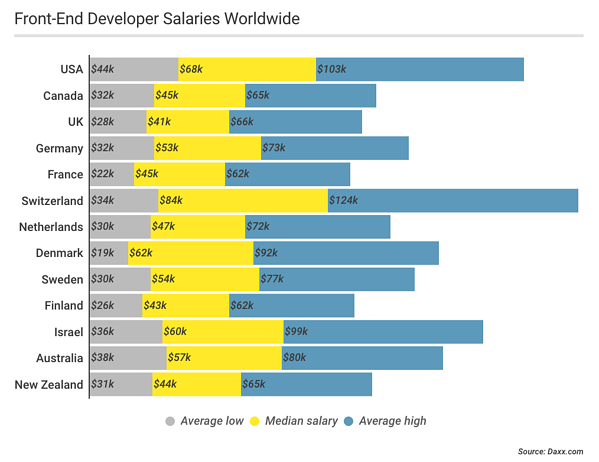 Front-End Developer Salaries Worldwide
USA $44k $68k $103k
Canada $32k $45k $65k
UK $28k $41k $66k
Germany $32k $53k $73k
France $22k $45k $62k
Switzerland $34k $84k $124k
Netherlands $30k $47k $72k
Denmark $19k $62k $92k
Sweden $30k $54k $77k
Finland $26k $43k $62k
Israel $36k $60k $99k
Australia $38k $57k $80k
New Zealand $31k $44k $65k
Average low Median salary Average high
Source: Daxx.com